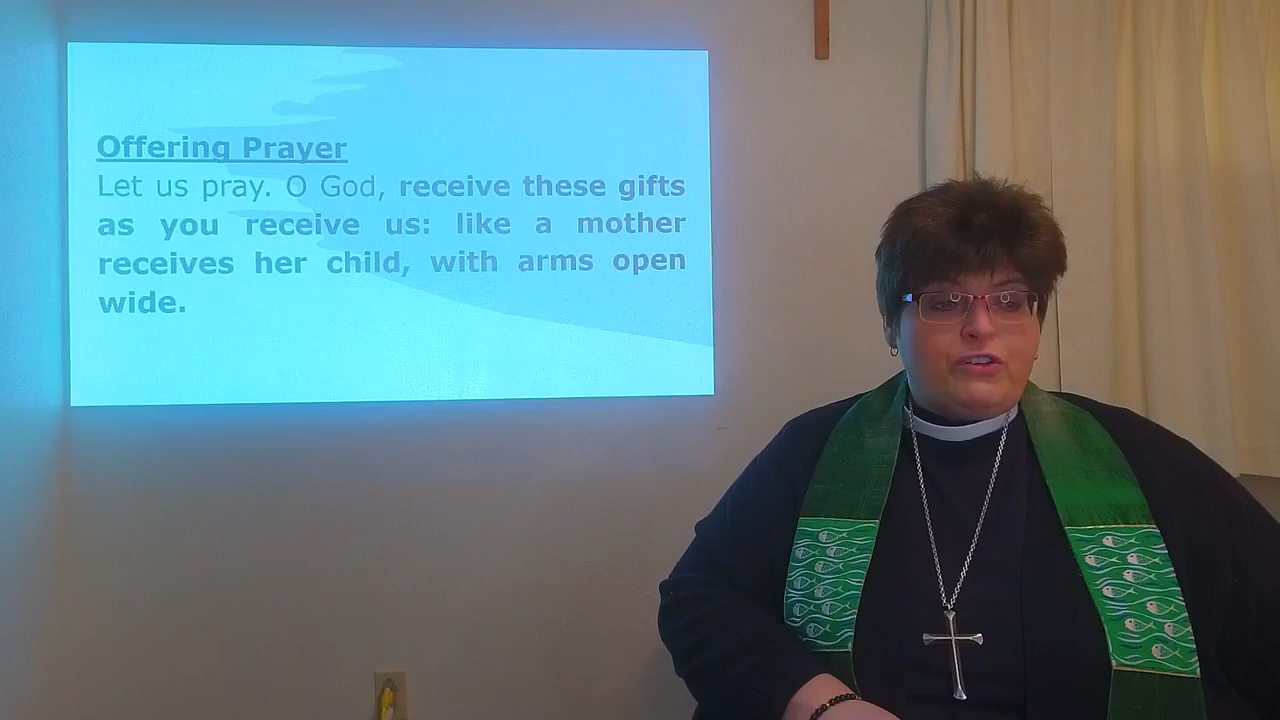 Offering Prayer
Let us pray. O God, receive these gifts
as you receive us: like a mother
receives her child, with arms open
wide.